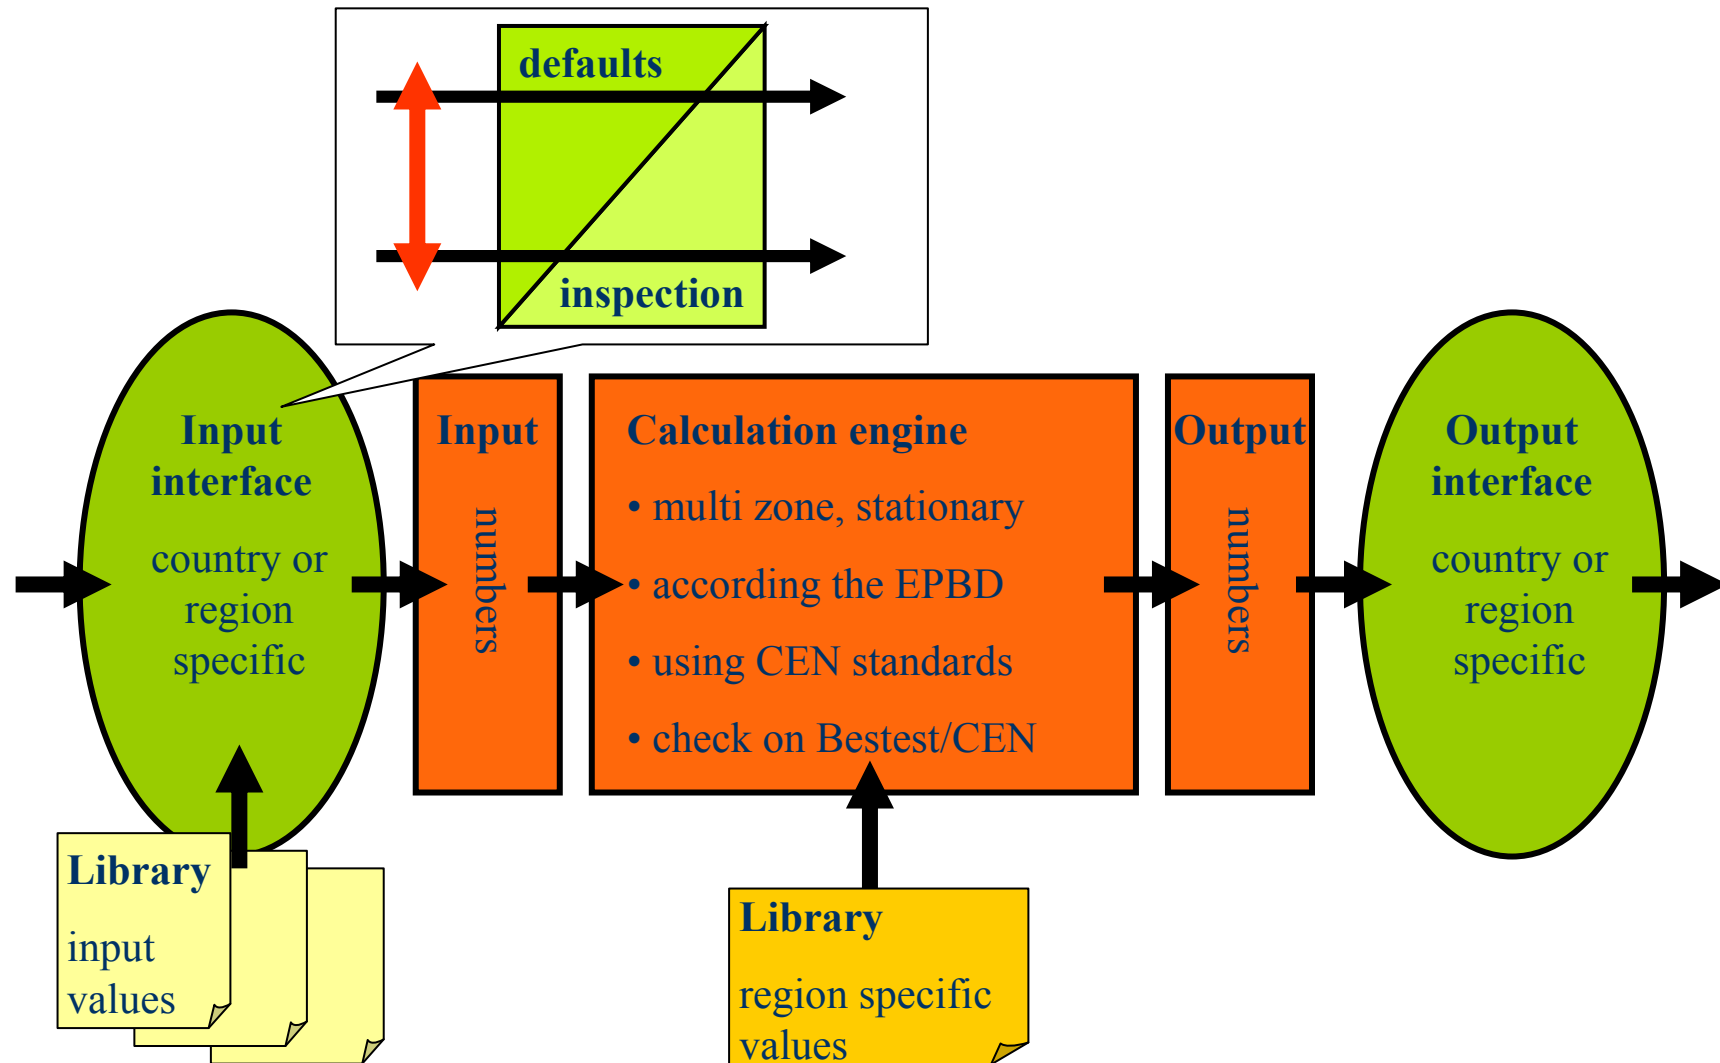 defaults
inspection
Input
interface
country or
region
specific
Input
numbers
Calculation engine
• multi zone, stationary
• according the EPBD
• using CEN standards
• check on Bestest/CEN
Output
numbers
Output
interface
country or
region
specific
Library
input
values
Library
region specific
values